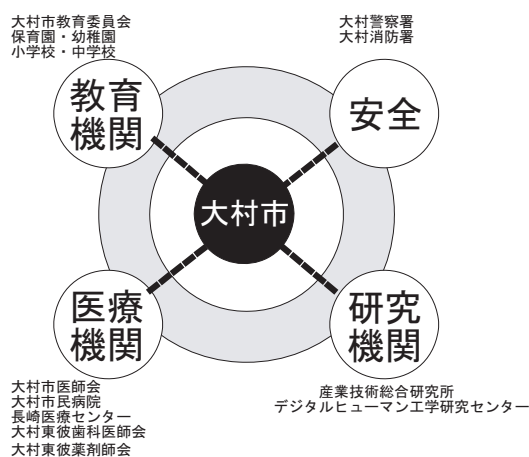 大村市教育委員会
保育園・幼稚園
小学校・中学校
大村警察署
大村消防署
教育
機関
安全
大村市
医療
機関
研究
機関
大村市医師会
大村市民病院
長崎医療センター
大村東彼歯科医師会
大村東彼薬剤師会
産業技術総合研究所
デジタルヒューマン工学研究センター